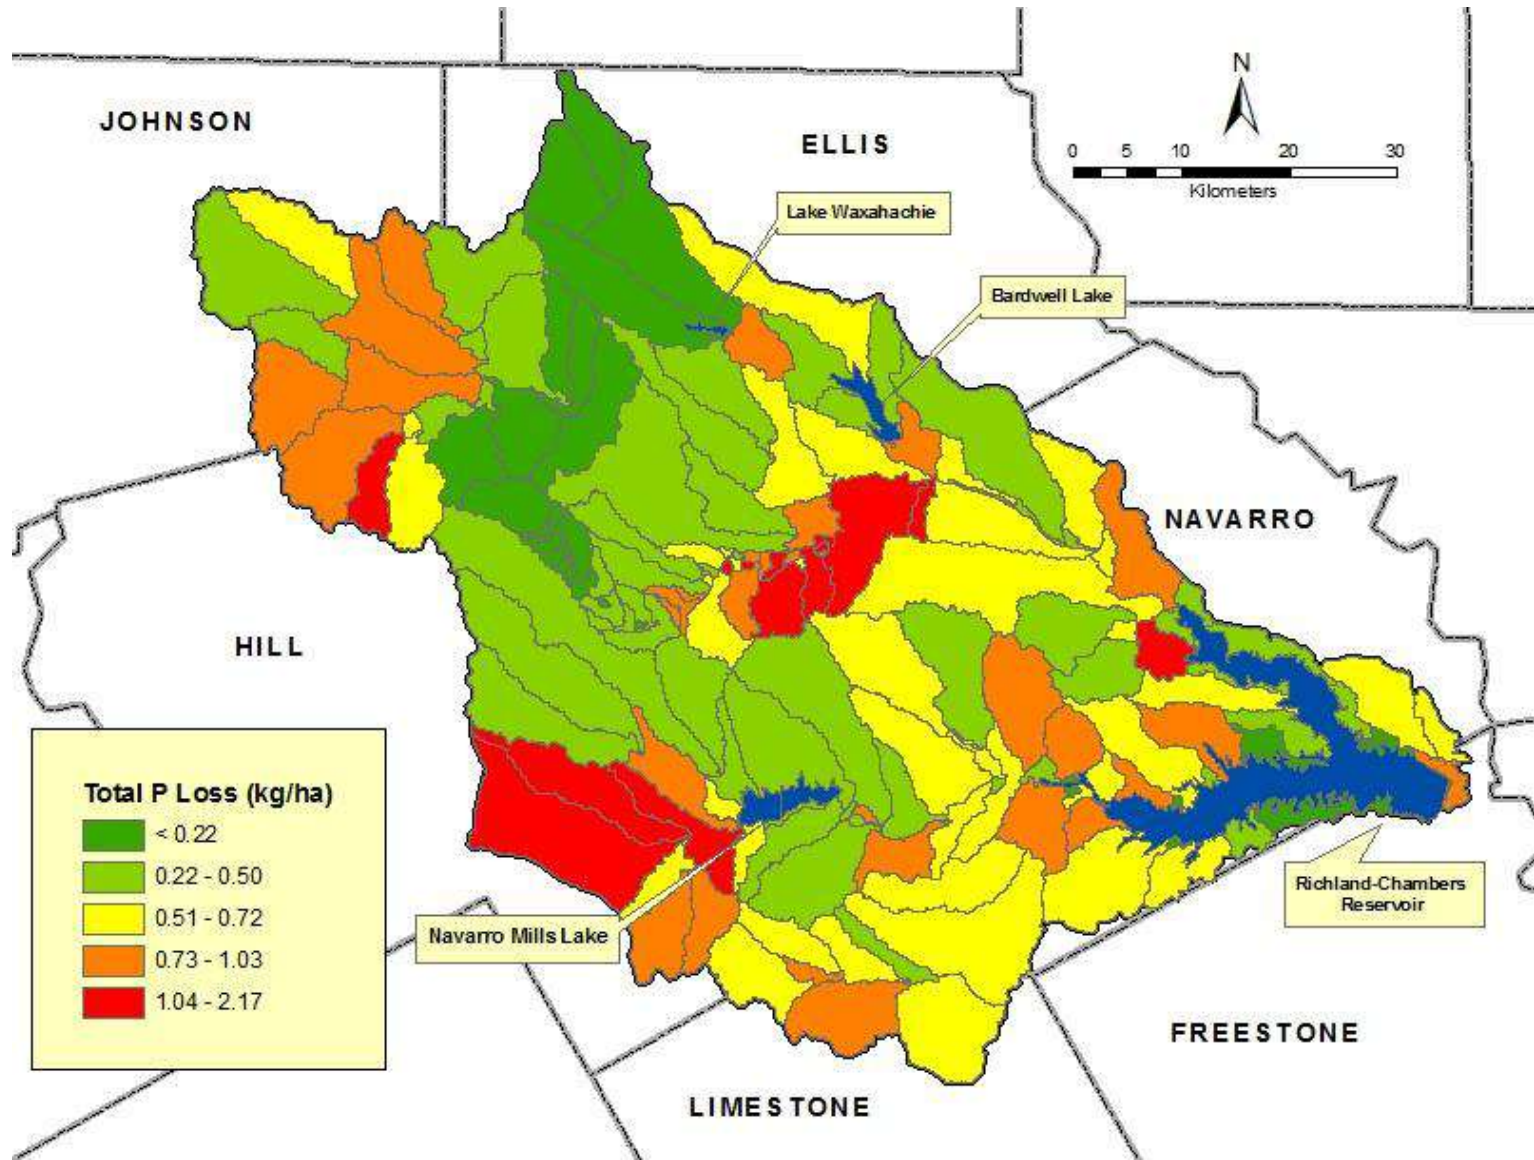 JOHNSON
ELLIS
N
0 5 10 20 30
Kilometers
Lake Waxahachie
Bardwell Lake
NAVARRO
HILL
Total P Loss (kg/ha)
< 0.22
0.22 - 0.50
0.51 - 0.72
0.73 - 1.03
1.04 - 2.17
Navarro Mills Lake
Richland-Chambers
Reservoir
FREESTONE
LIMESTONE